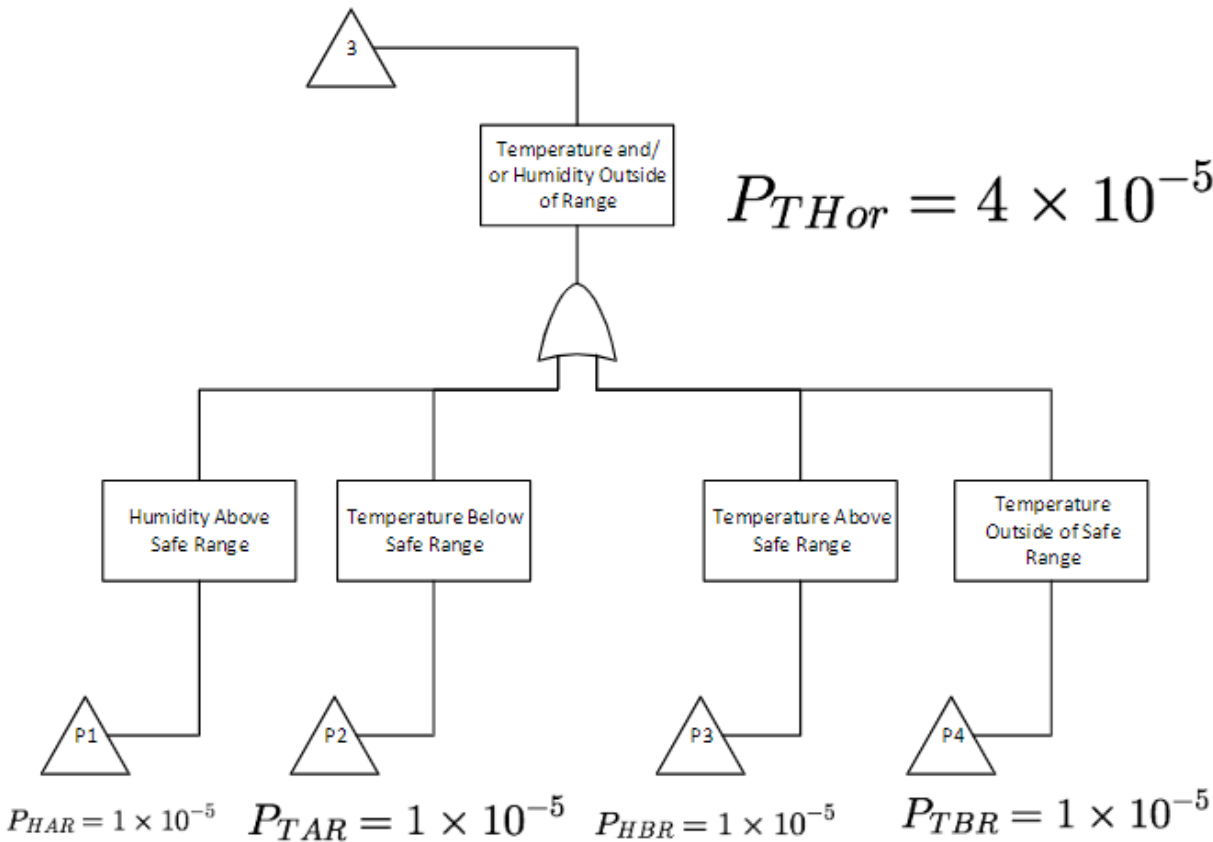 3
Temperature and/
or Humidity Outside
of Range
P_{THor} = 4 × 10^{-5}
Humidity Above
Safe Range
Temperature Below
Safe Range
Temperature Above
Safe Range
Temperature
Outside of Safe
Range
P1
P2
P3
P4
P_{HAR} = 1 × 10^{-5}
P_{TAR} = 1 × 10^{-5}
P_{HBR} = 1 × 10^{-5}
P_{TBR} = 1 × 10^{-5}